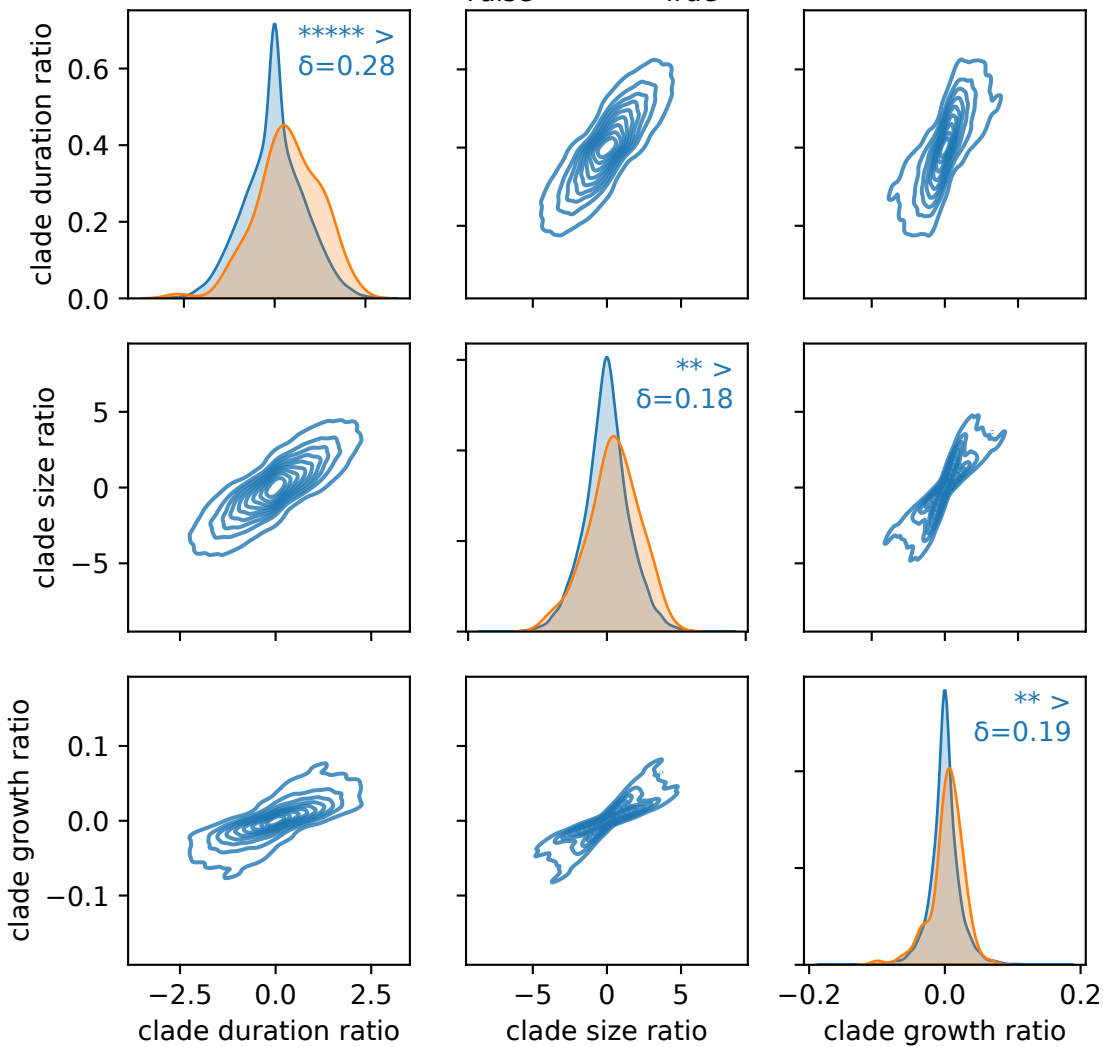 clade duration ratio
0.6
0.4
0.2
0.0
***** >
δ=0.28
clade size ratio
5
0
−5
** >
δ=0.18
clade growth ratio
0.1
0.0
−0.1
** >
δ=0.19
−2.5 0.0 2.5
−5 0 5
−0.2 0.0 0.2
clade duration ratio
clade size ratio
clade growth ratio